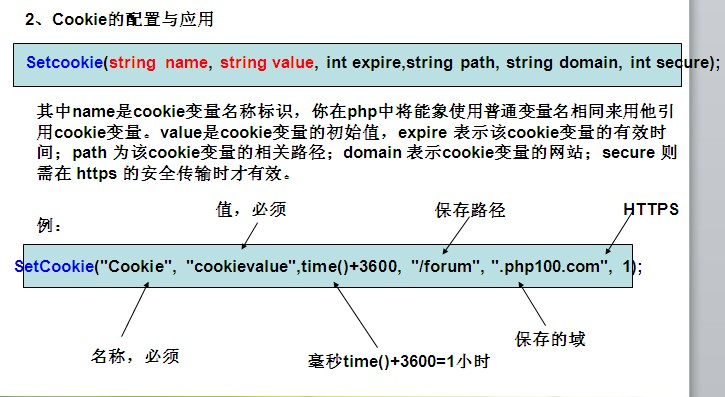 2、Cookie的配置与应用
Setcookie(string name, string value, int expire,string path, string domain, int secure);
其中name是cookie变量名称标识，你在php中将能象使用普通变量名相同来用他引
用cookie变量。value是cookie变量的初始值，expire 表示该cookie变量的有效时
间；path 为该cookie变量的相关路径；domain 表示cookie变量的网站；secure 则
需在 https 的安全传输时才有效。
例：
值，必须
保存路径
HTTPS
SetCookie("Cookie", "cookievalue",time()+3600, "/forum", ".php100.com", 1);
名称，必须
毫秒time()+3600=1小时
保存的域